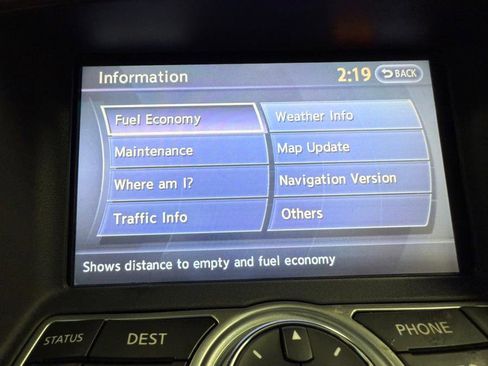 Information
2:19
BACK
Fuel Economy
Weather Info
Maintenance
Map Update
Where am I?
Navigation Version
Traffic Info
Others
Shows distance to empty and fuel economy
STATUS
DEST
PHONE